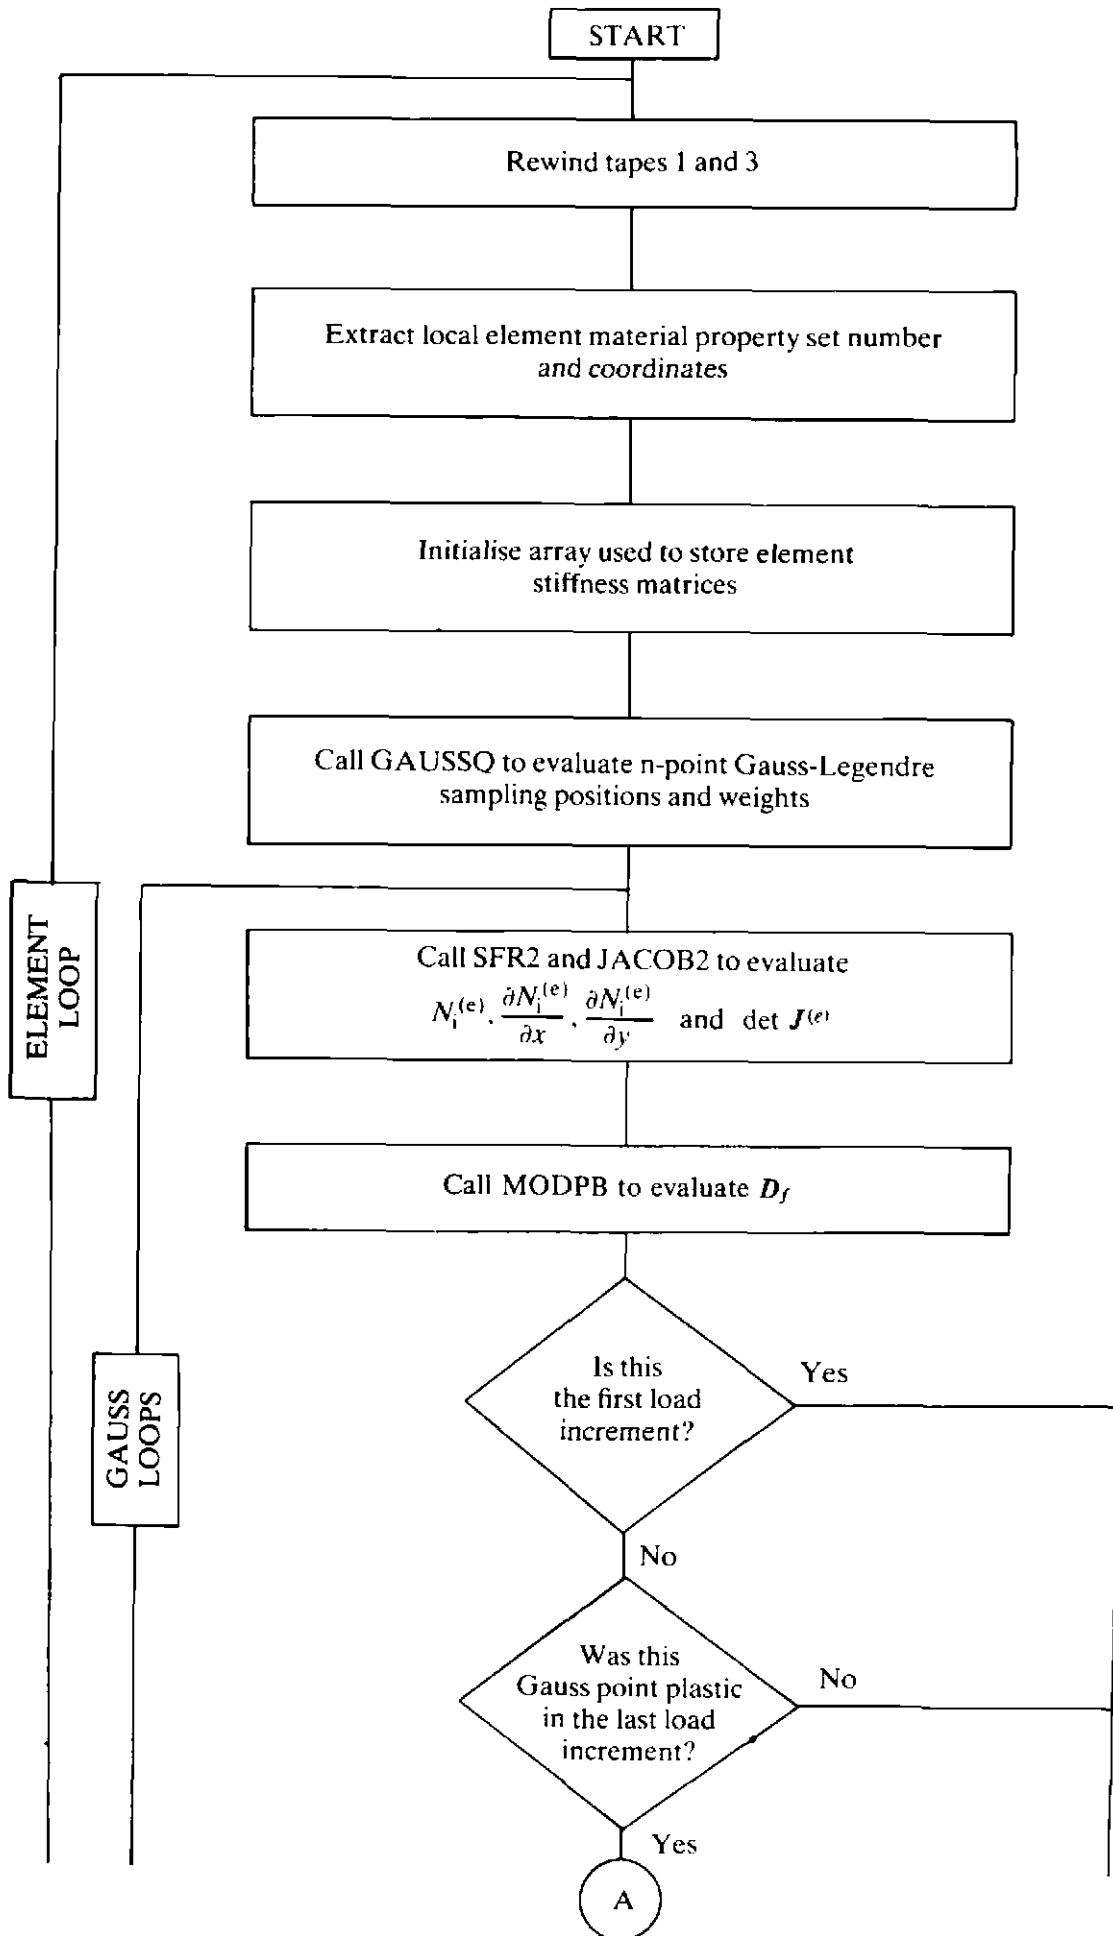 START
Rewind tapes 1 and 3
Extract local element material property set number
and coordinates
Initialise array used to store element
stiffness matrices
Call GAUSSQ to evaluate n-point Gauss-Legendre
sampling positions and weights
ELEMENT
LOOP
Call SFR2 and JACOB2 to evaluate
N_i^(e), ∂N_i^(e)/∂x, ∂N_i^(e)/∂y and det J^(e)
Call MODPB to evaluate D_f
GAUSS
LOOPS
Is this
the first load
increment?
Yes
No
Was this
Gauss point plastic
in the last load
increment?
No
Yes
A